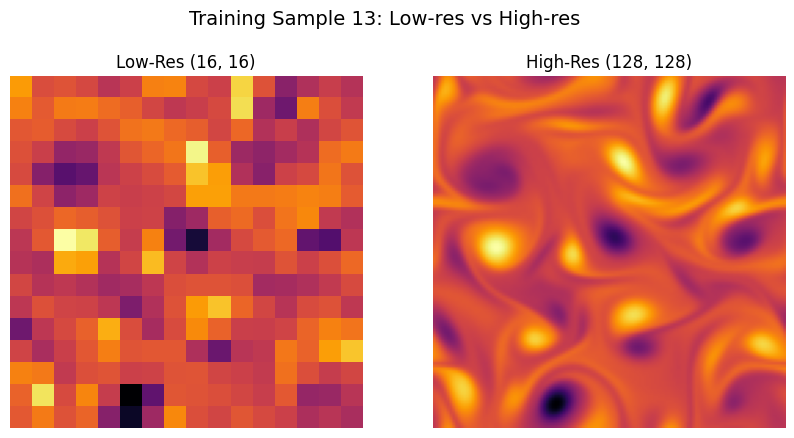 Training Sample 13: Low-res vs High-res
Low-Res (16, 16)
High-Res (128, 128)